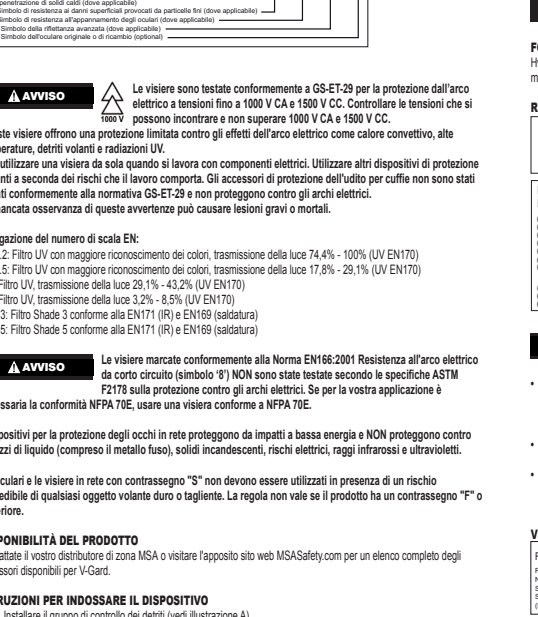 penetrazione di solidi caldi (dove applicabile)
Simbolo di resistenza ai danni superficiali provocati da particelle fini (dove applicabile)
Simbolo di resistenza all'appannamento degli oculari (dove applicabile)
Simbolo della riflettanza avanzata (dove applicabile)
Simbolo dell'oculare originale o di ricambio (optional)
AVVISO
1000 V
Le visiere sono testate conformemente a GS-ET-29 per la protezione dall'arco
elettrico a tensioni fino a 1000 V CA e 1500 V CC. Controllare le tensioni che si
possono incontrare e non superare 1000 V CA e 1500 V CC.
ste visiere offrono una protezione limitata contro gli effetti dell'arco elettrico come calore convettivo, alte
perature, detriti volanti e radiazioni UV.
utilizzare una visiera da sola quando si lavora con componenti elettrici. Utilizzare altri dispositivi di protezione
anti a seconda dei rischi che il lavoro comporta. Gli accessori di protezione dell'udito per cuffie non sono stati
ati conformemente alla normativa GS-ET-29 e non proteggono contro gli archi elettrici.
ancata osservanza di queste avvertenze può causare lesioni gravi o mortali.
gazione del numero di scala EN:
.2: Filtro UV con maggiore riconoscimento dei colori, trasmissione della luce 74,4% - 100% (UV EN170)
.5: Filtro UV con maggiore riconoscimento dei colori, trasmissione della luce 17,8% - 29,1% (UV EN170)
Filtro UV, trasmissione della luce 29,1% - 43,2% (UV EN170)
Filtro UV, trasmissione della luce 3,2% - 8,5% (UV EN170)
3: Filtro Shade 3 conforme alla EN171 (IR) e EN169 (saldatura)
5: Filtro Shade 5 conforme alla EN171 (IR) e EN169 (saldatura)
AVVISO
Le visiere marcate conformemente alla Norma EN166:2001 Resistenza all'arco elettrico
da corto circuito (simbolo '8') NON sono state testate secondo le specifiche ASTM
F2178 sulla protezione contro gli archi elettrici. Se per la vostra applicazione è
essaria la conformità NFPA 70E, usare una visiera conforme a NFPA 70E.
positivi per la protezione degli occhi in rete proteggono da impatti a bassa energia e NON proteggono contro
zzi di liquido (compreso il metallo fuso), solidi incandescenti, rischi elettrici, raggi infrarossi e ultravioletti.
culari e le visiere in rete con contrassegno "S" non devono essere utilizzati in presenza di un rischio
edibile di qualsiasi oggetto volante duro o tagliente. La regola non vale se il prodotto ha un contrassegno "F" o
eriore.
PONIBILITÀ DEL PRODOTTO
attate il vostro distributore di zona MSA o visitare l'apposito sito web MSASafety.com per un elenco completo degli
ssori disponibili per V-Gard.
RUZIONI PER INDOSSARE IL DISPOSITIVO
Installare il gruppo di controllo dei detriti (vedi illustrazione A)